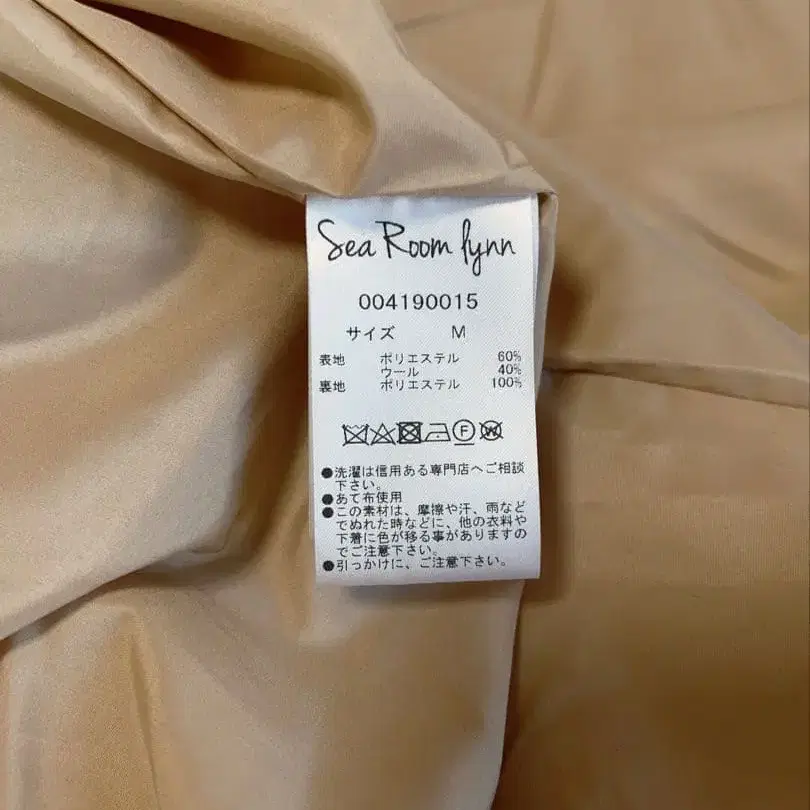 Sea Room lynn
004190015
サイズ M
表地 ポリエステル 60%
ウール 40%
裏地 ポリエステル 100%
●洗濯は信用ある専門店へご相談
下さい。
●あて布使用
●この素材は、摩擦や汗、雨など
でぬれた時などに、他の衣料や
下着に色が移る事がありますの
でご注意下さい。
●引っかけに、ご注意下さい。